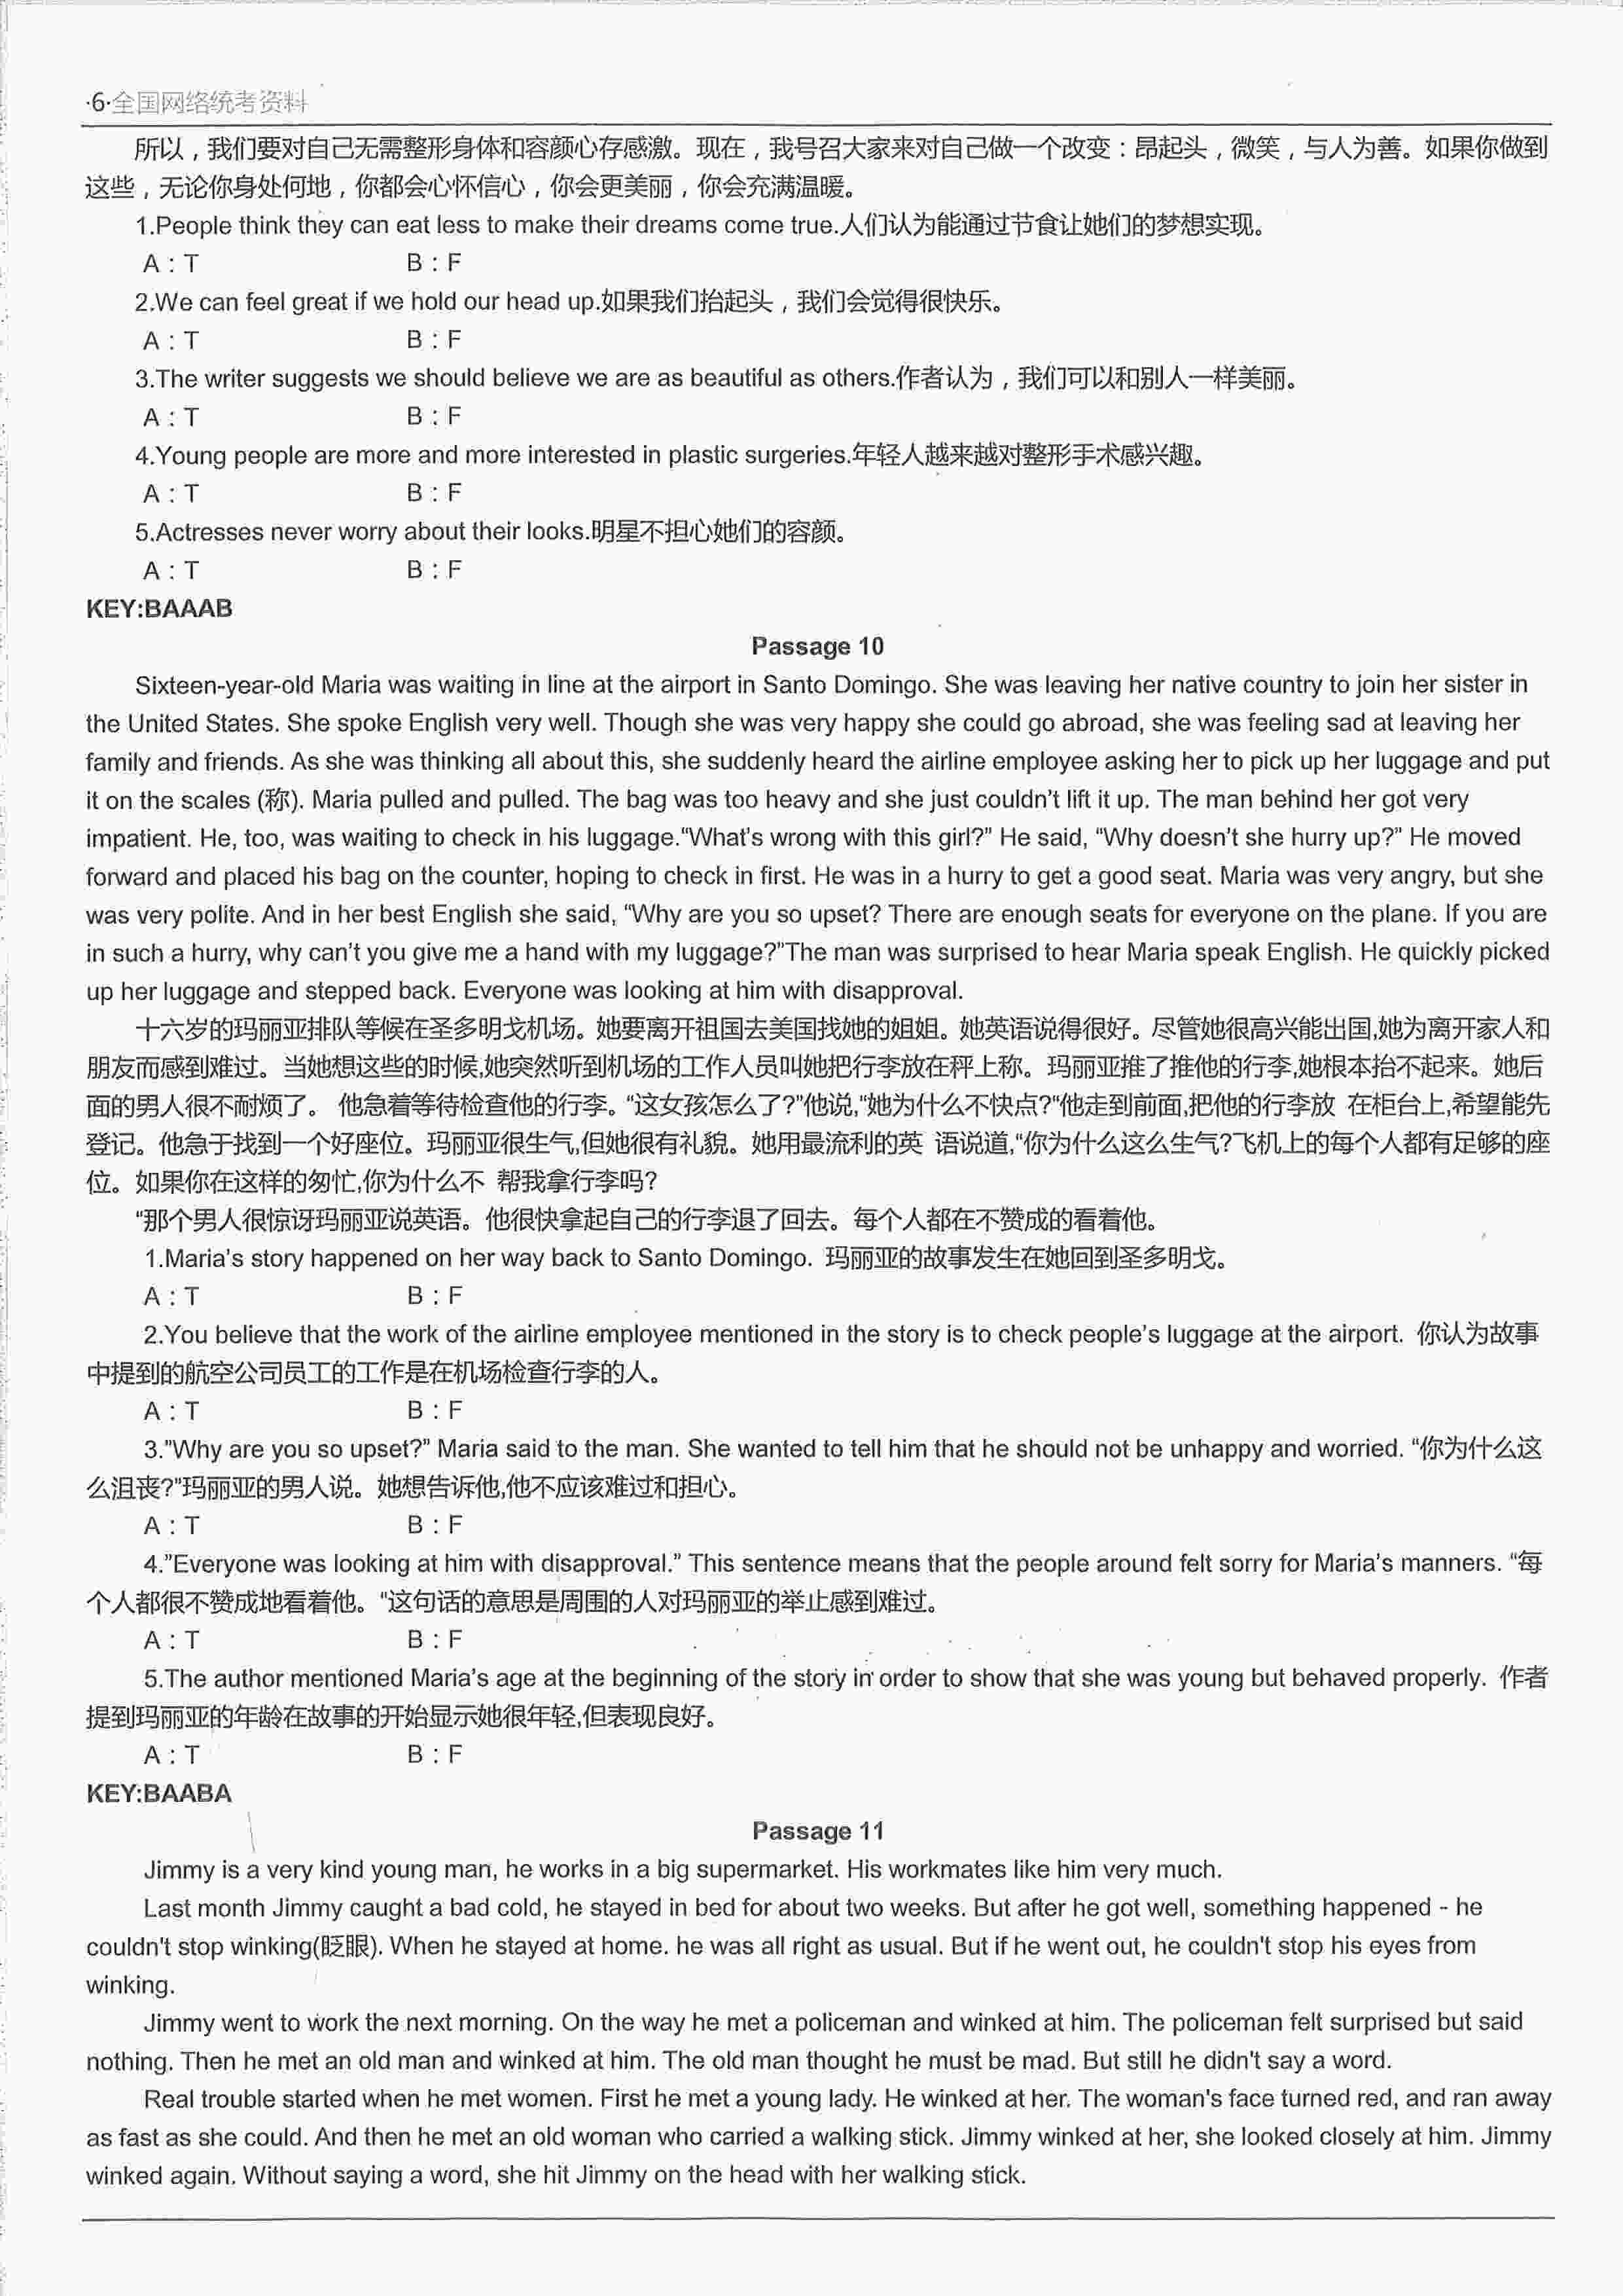 ·6·全国网络统考资料
所以，我们要对自己无需整形身体和容颜心存感激。现在，我号召大家来对自己做一个改变：昂起头，微笑，与人为善。如果你做到
这些，无论你身处何地，你都会心怀信心，你会更美丽，你会充满温暖。
1.People think they can eat less to make their dreams come true.人们认为能通过节食让她们的梦想实现。
A：T B：F
2.We can feel great if we hold our head up.如果我们抬起头，我们会觉得很快乐。
A：T B：F
3.The writer suggests we should believe we are as beautiful as others.作者认为，我们可以和别人一样美丽。
A：T B：F
4.Young people are more and more interested in plastic surgeries.年轻人越来越对整形手术感兴趣。
A：T B：F
5.Actresses never worry about their looks.明星不担心她们的容颜。
A：T B：F
KEY:BAAAB
Passage 10
Sixteen-year-old Maria was waiting in line at the airport in Santo Domingo. She was leaving her native country to join her sister in
the United States. She spoke English very well. Though she was very happy she could go abroad, she was feeling sad at leaving her
family and friends. As she was thinking all about this, she suddenly heard the airline employee asking her to pick up her luggage and put
it on the scales (称). Maria pulled and pulled. The bag was too heavy and she just couldn't lift it up. The man behind her got very
impatient. He, too, was waiting to check in his luggage."What's wrong with this girl?" He said, "Why doesn't she hurry up?" He moved
forward and placed his bag on the counter, hoping to check in first. He was in a hurry to get a good seat. Maria was very angry, but she
was very polite. And in her best English she said, "Why are you so upset? There are enough seats for everyone on the plane. If you are
in such a hurry, why can't you give me a hand with my luggage?"The man was surprised to hear Maria speak English. He quickly picked
up her luggage and stepped back. Everyone was looking at him with disapproval.
十六岁的玛丽亚排队等候在圣多明戈机场。她要离开祖国去美国找她的姐姐。她英语说得很好。尽管她很高兴能出国,她为离开家人和
朋友而感到难过。当她想这些的时候,她突然听到机场的工作人员叫她把行李放在秤上称。玛丽亚推了推他的行李,她根本抬不起来。她后
面的男人很不耐烦了。 他急着等待检查他的行李。"这女孩怎么了?"他说,"她为什么不快点?"他走到前面,把他的行李放 在柜台上,希望能先
登记。他急于找到一个好座位。玛丽亚很生气,但她很有礼貌。她用最流利的英 语说道,"你为什么这么生气?飞机上的每个人都有足够的座
位。如果你在这样的匆忙,你为什么不 帮我拿行李吗?
"那个男人很惊讶玛丽亚说英语。他很快拿起自己的行李退了回去。每个人都在不赞成的看着他。
1.Maria's story happened on her way back to Santo Domingo. 玛丽亚的故事发生在她回到圣多明戈。
A：T B：F
2.You believe that the work of the airline employee mentioned in the story is to check people's luggage at the airport. 你认为故事
中提到的航空公司员工的工作是在机场检查行李的人。
A：T B：F
3."Why are you so upset?" Maria said to the man. She wanted to tell him that he should not be unhappy and worried. "你为什么这
么沮丧?"玛丽亚的男人说。她想告诉他,他不应该难过和担心。
A：T B：F
4."Everyone was looking at him with disapproval." This sentence means that the people around felt sorry for Maria's manners. "每
个人都很不赞成地看着他。"这句话的意思是周围的人对玛丽亚的举止感到难过。
A：T B：F
5.The author mentioned Maria's age at the beginning of the story in order to show that she was young but behaved properly. 作者
提到玛丽亚的年龄在故事的开始显示她很年轻,但表现良好。
A：T B：F
KEY:BAABA
Passage 11
Jimmy is a very kind young man, he works in a big supermarket. His workmates like him very much.
Last month Jimmy caught a bad cold, he stayed in bed for about two weeks. But after he got well, something happened - he
couldn't stop winking(眨眼). When he stayed at home. he was all right as usual. But if he went out, he couldn't stop his eyes from
winking.
Jimmy went to work the next morning. On the way he met a policeman and winked at him. The policeman felt surprised but said
nothing. Then he met an old man and winked at him. The old man thought he must be mad. But still he didn't say a word.
Real trouble started when he met women. First he met a young lady. He winked at her. The woman's face turned red, and ran away
as fast as she could. And then he met an old woman who carried a walking stick. Jimmy winked at her, she looked closely at him. Jimmy
winked again. Without saying a word, she hit Jimmy on the head with her walking stick.